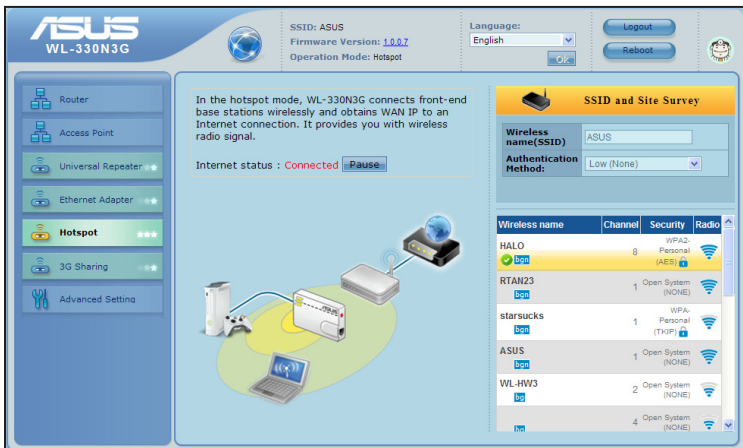 ASUS
WL-330N3G
SSID: ASUS
Firmware Version: 1.0.0.7
Operation Mode: Hotspot
Language:
English
Ok
Logout
Reboot
Router
Access Point
Universal Repeater
Ethernet Adapter
Hotspot
3G Sharing
Advanced Setting
In the hotspot mode, WL-330N3G connects front-end
base stations wirelessly and obtains WAN IP to an
Internet connection. It provides you with wireless
radio signal.
Internet status : Connected Pause
SSID and Site Survey
Wireless
name(SSID)
ASUS
Authentication
Method:
Low (None)
Wireless name Channel Security Radio
HALO
bgn
8
WPA2-
Personal
(AES)
RTAN23
bgn
1
Open System
(NONE)
starsucks
bgn
1
WPA-
Personal
(TKIP)
ASUS
bgn
1
Open System
(NONE)
WL-HW3
bg
2
Open System
(NONE)
4
Open System
(NONE)